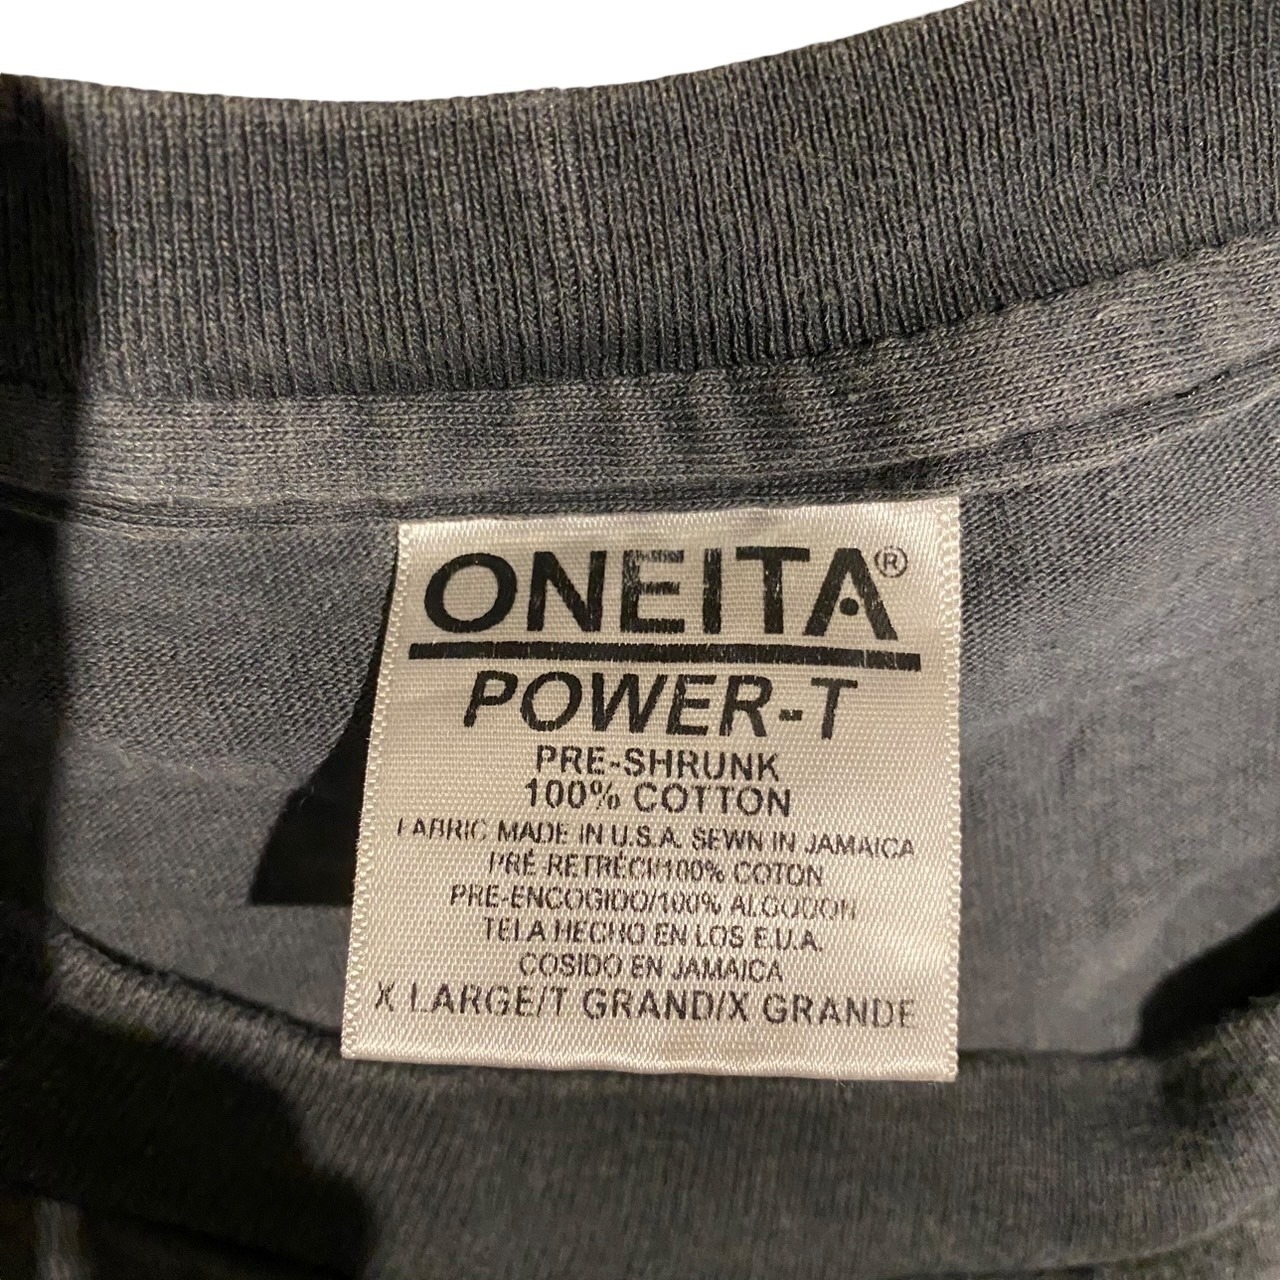 ONEITA®
POWER-T
PRE-SHRUNK
100% COTTON
FABRIC MADE IN U.S.A. SEWN IN JAMAICA
PRÉ-RETRÉCI/100% COTON
PRE-ENCOGIDO/100% ALGODON
TELA HECHO EN LOS E.U.A.
COSIDO EN JAMAICA
X LARGE/T GRAND/X GRANDE